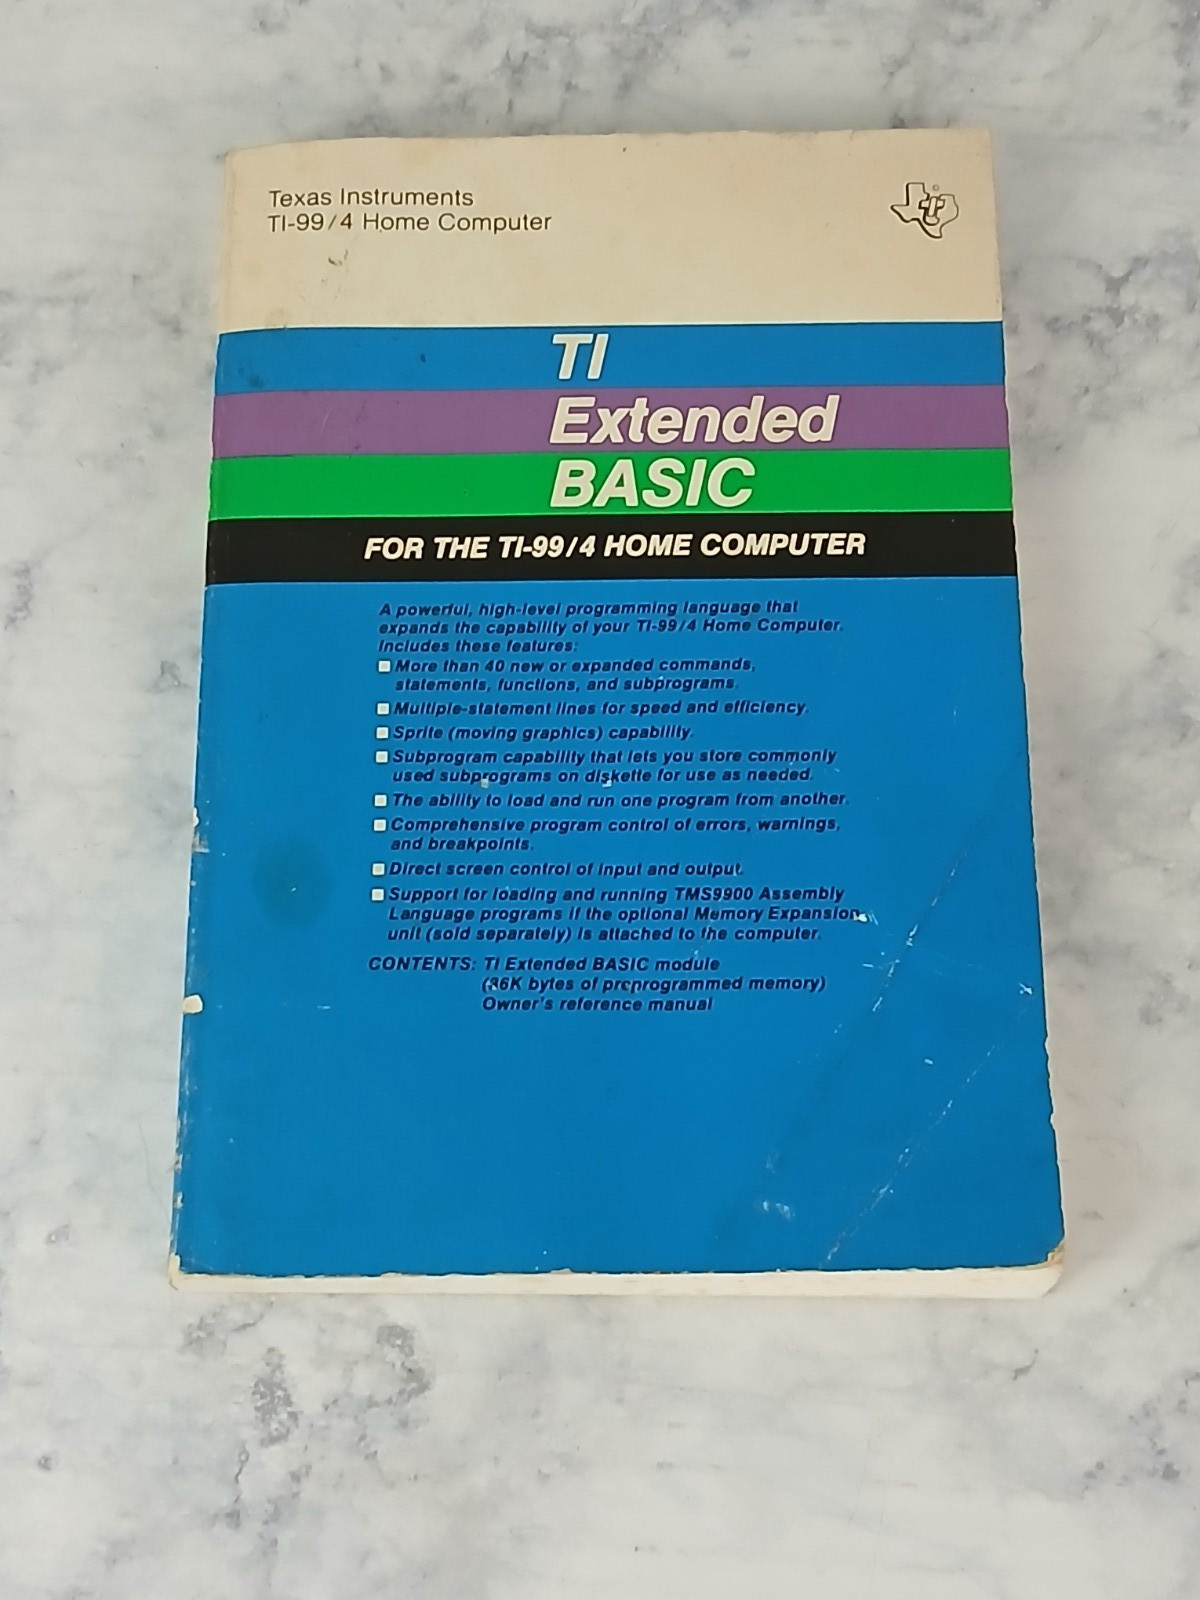 Texas Instruments
TI-99/4 Home Computer
TI
Extended
BASIC
FOR THE TI-99/4 HOME COMPUTER
A powerful, high-level programming language that
expands the capability of your TI-99/4 Home Computer.
Includes these features:
More than 40 new or expanded commands,
statements, functions, and subprograms.
Multiple-statement lines for speed and efficiency.
Sprite (moving graphics) capability.
Subprogram capability that lets you store commonly
used subprograms on diskette for use as needed.
The ability to load and run one program from another.
Comprehensive program control of errors, warnings,
and breakpoints.
Direct screen control of input and output.
Support for loading and running TMS9900 Assembly
Language programs if the optional Memory Expansion
unit (sold separately) is attached to the computer.
CONTENTS: TI Extended BASIC module
(36K bytes of preprogrammed memory)
Owner's reference manual